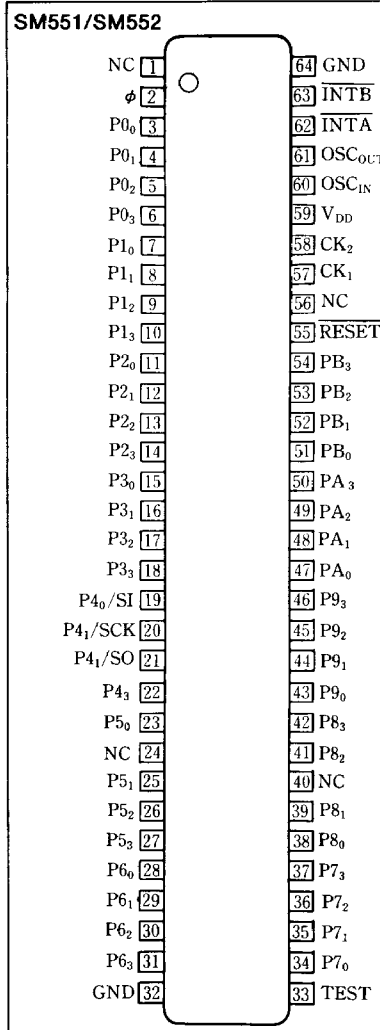 SM551/SM552
NC 1 64 GND
ϕ 2 63 I̅N̅T̅B̅
P0₀ 3 62 I̅N̅T̅A̅
P0₁ 4 61 OSC_OUT
P0₂ 5 60 OSC_IN
P0₃ 6 59 V_DD
P1₀ 7 58 CK₂
P1₁ 8 57 CK₁
P1₂ 9 56 NC
P1₃ 10 55 R̅E̅S̅E̅T̅
P2₀ 11 54 PB₃
P2₁ 12 53 PB₂
P2₂ 13 52 PB₁
P2₃ 14 51 PB₀
P3₀ 15 50 PA₃
P3₁ 16 49 PA₂
P3₂ 17 48 PA₁
P3₃ 18 47 PA₀
P4₀/SI 19 46 P9₃
P4₁/SCK 20 45 P9₂
P4₁/SO 21 44 P9₁
P4₃ 22 43 P9₀
P5₀ 23 42 P8₃
NC 24 41 P8₂
P5₁ 25 40 NC
P5₂ 26 39 P8₁
P5₃ 27 38 P8₀
P6₀ 28 37 P7₃
P6₁ 29 36 P7₂
P6₂ 30 35 P7₁
P6₃ 31 34 P7₀
GND 32 33 TEST